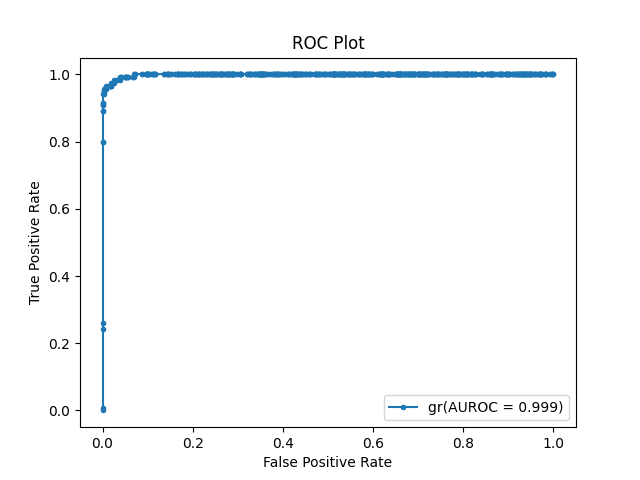 ROC Plot
1.0
0.8
0.6
0.4
0.2
0.0
True Positive Rate
gr(AUROC = 0.999)
0.0 0.2 0.4 0.6 0.8 1.0
False Positive Rate